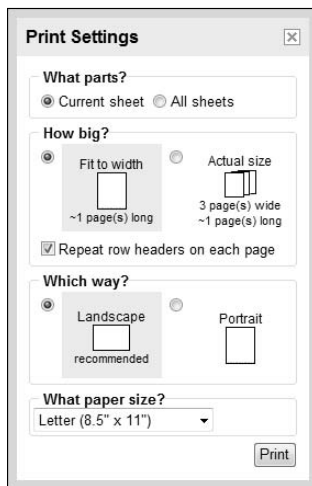 Print Settings
What parts?
Current sheet All sheets
How big?
Fit to width
~1 page(s) long
Actual size
3 page(s) wide
~1 page(s) long
Repeat row headers on each page
Which way?
Landscape
recommended
Portrait
What paper size?
Letter (8.5" x 11")
Print